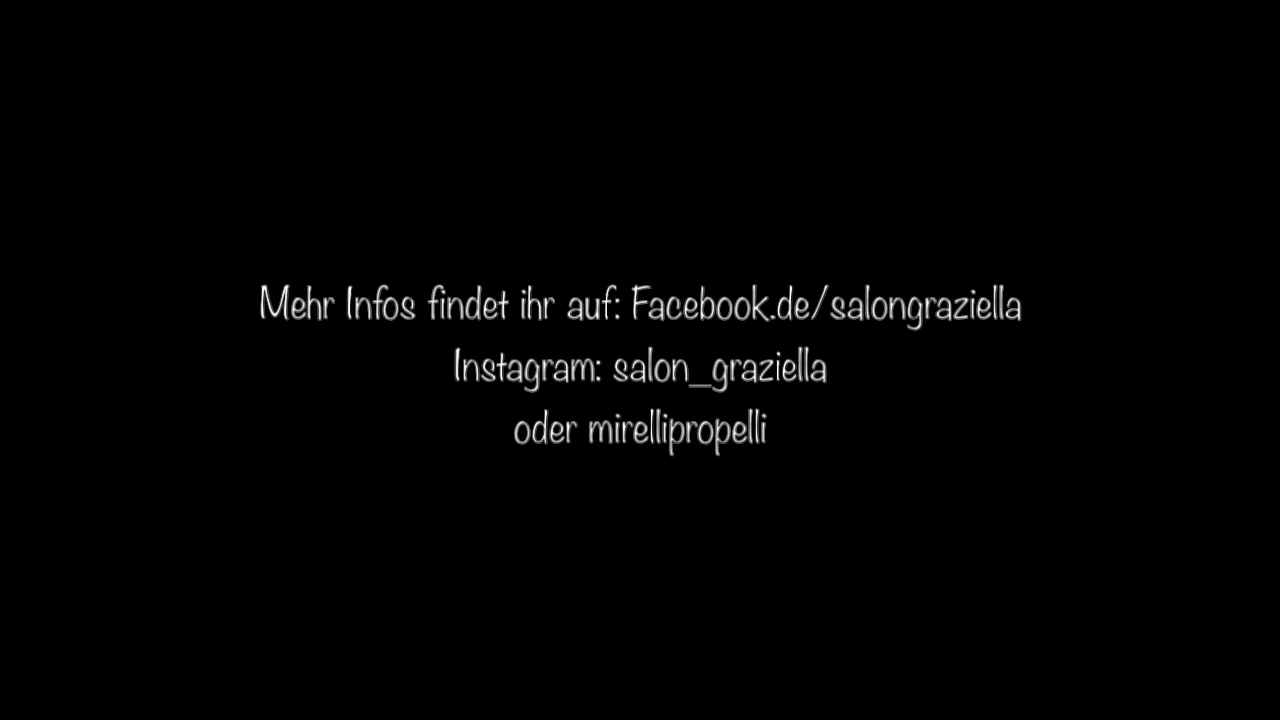 Mehr Infos findet ihr auf: Facebook.de/salongraziella
Instagram: salon_graziella
oder mirellipropelli